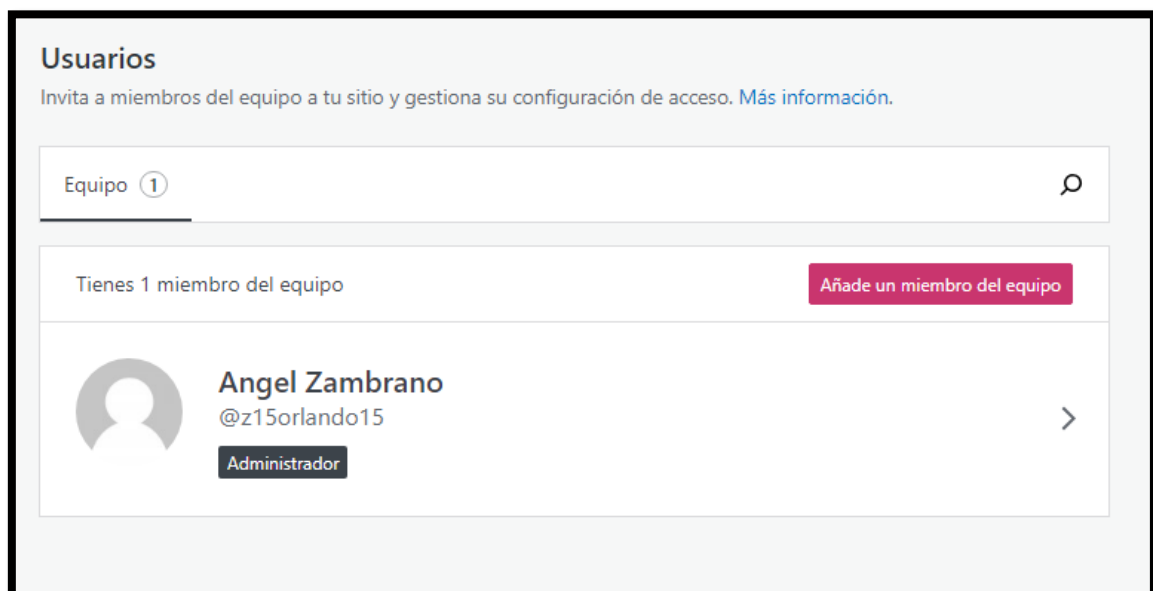 Usuarios
Invita a miembros del equipo a tu sitio y gestiona su configuración de acceso. Más información.
Equipo 1
Tienes 1 miembro del equipo
Añade un miembro del equipo
Angel Zambrano
@z15orlando15
Administrador